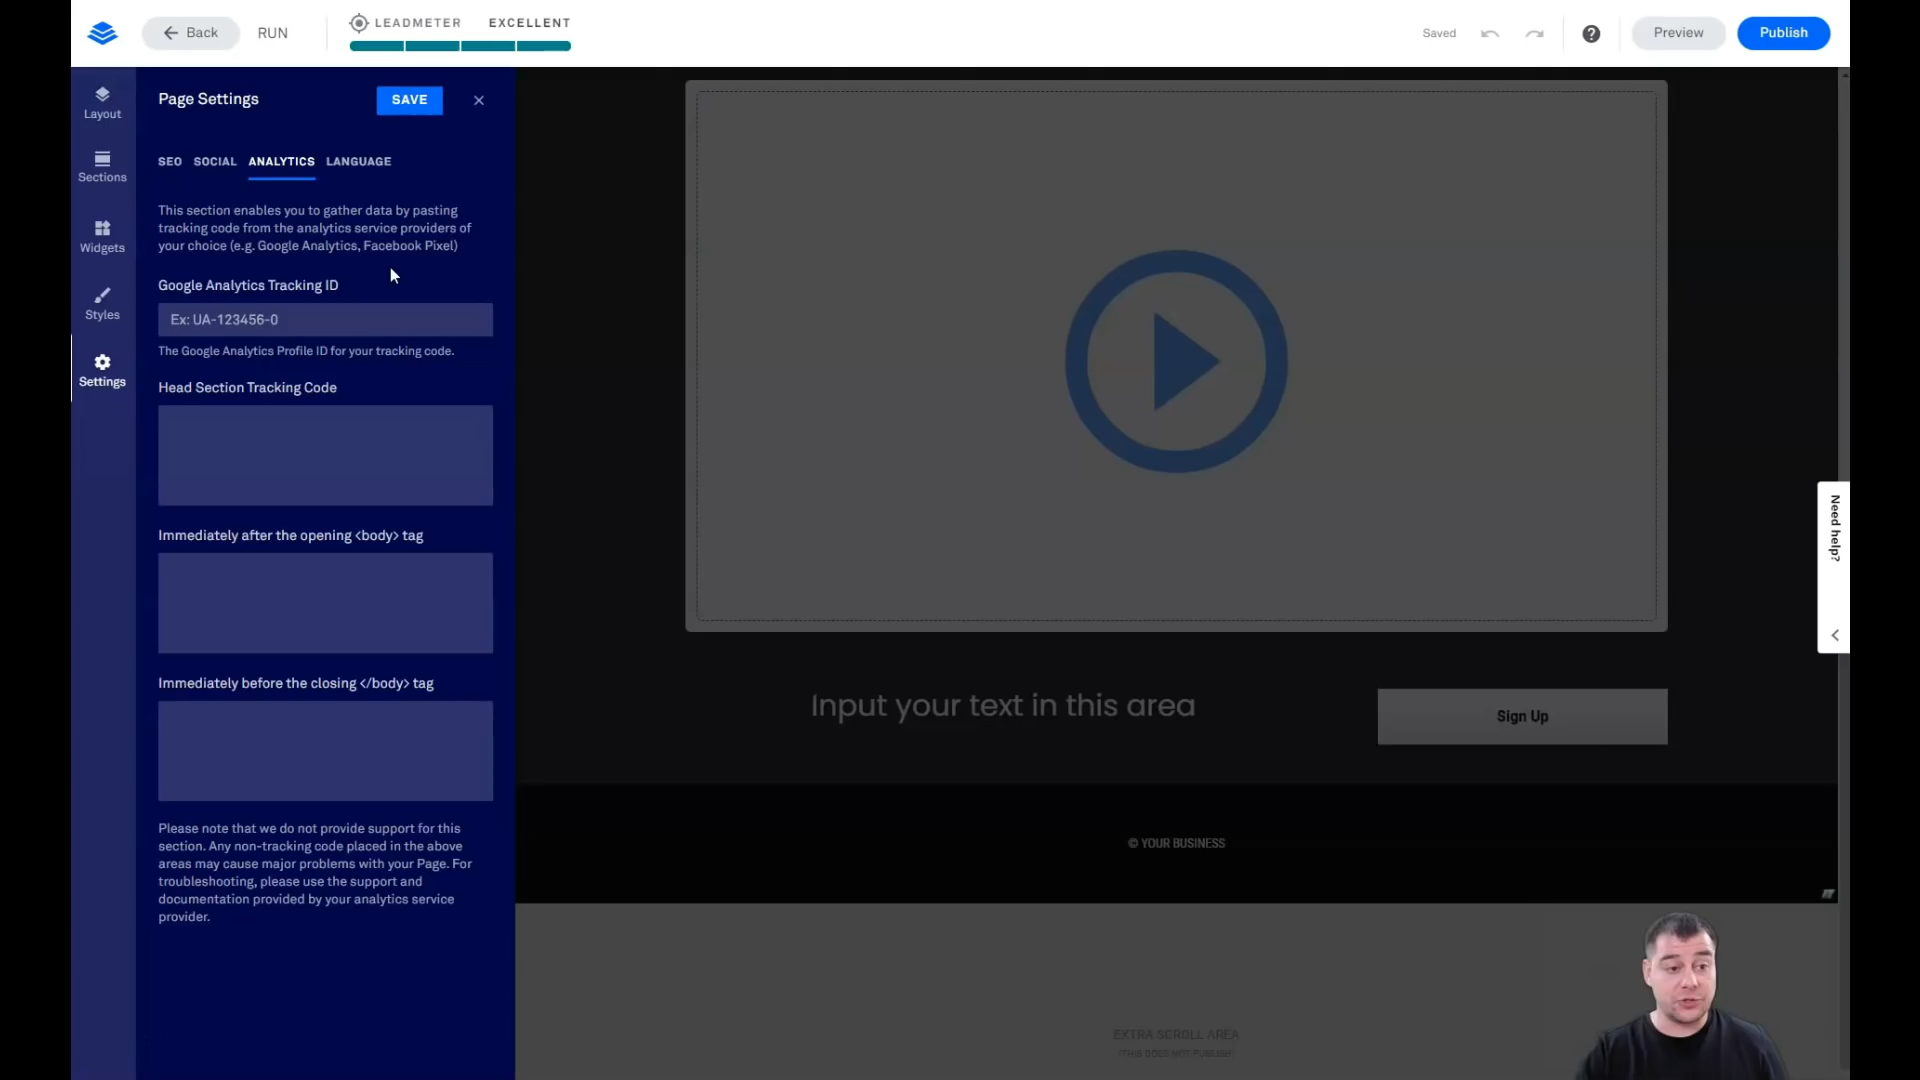 Back
RUN
LEADMETER
EXCELLENT
Saved
Preview
Publish
Layout
Sections
Widgets
Styles
Settings
Page Settings
SAVE
SEO
SOCIAL
ANALYTICS
LANGUAGE
This section enables you to gather data by pasting
tracking code from the analytics service providers of
your choice (e.g. Google Analytics, Facebook Pixel)
Google Analytics Tracking ID
Ex: UA-123456-0
The Google Analytics Profile ID for your tracking code.
Head Section Tracking Code
Immediately after the opening <body> tag
Immediately before the closing </body> tag
Please note that we do not provide support for this
section. Any non-tracking code placed in the above
areas may cause major problems with your Page. For
troubleshooting, please use the support and
documentation provided by your analytics service
provider.
Input your text in this area
Sign Up
© YOUR BUSINESS
EXTRA SCROLL AREA
(THIS DOES NOT PUBLISH)
Need help?